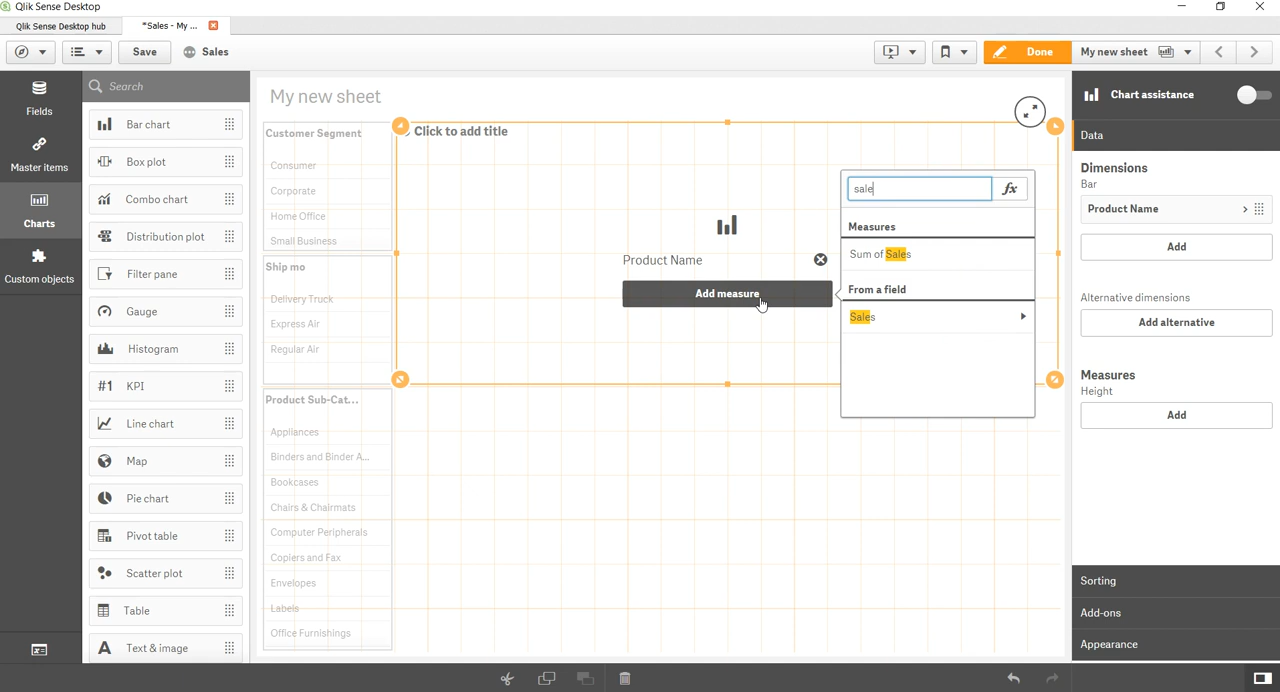 Qlik Sense Desktop
Qlik Sense Desktop hub
*Sales - My ...
Save
Sales
Done
My new sheet
Fields
Master items
Charts
Custom objects
Search
Bar chart
Box plot
Combo chart
Distribution plot
Filter pane
Gauge
Histogram
#1 KPI
Line chart
Map
Pie chart
Pivot table
Scatter plot
Table
A Text & image
My new sheet
Customer Segment
Consumer
Corporate
Home Office
Small Business
Ship mo
Delivery Truck
Express Air
Regular Air
Product Sub-Cat...
Appliances
Binders and Binder A...
Bookcases
Chairs & Chairmats
Computer Peripherals
Copiers and Fax
Envelopes
Labels
Office Furnishings
Click to add title
Product Name
Add measure
sale
fx
Measures
Sum of Sales
From a field
Sales
Chart assistance
Data
Dimensions
Bar
Product Name
Add
Alternative dimensions
Add alternative
Measures
Height
Add
Sorting
Add-ons
Appearance